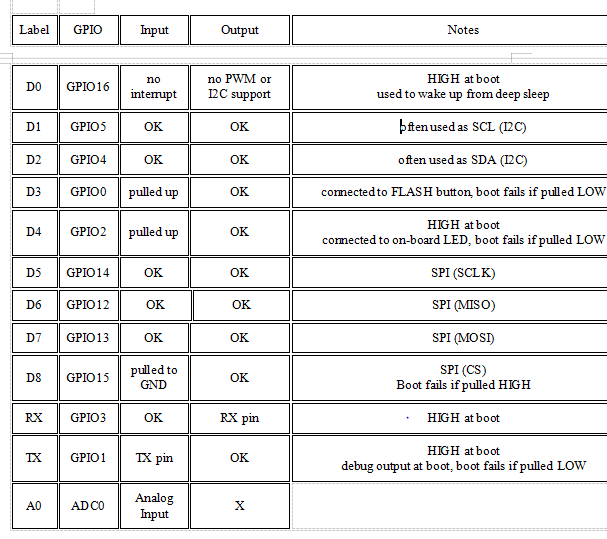 Label GPIO Input Output Notes
D0 GPIO16 no interrupt no PWM or I2C support HIGH at boot used to wake up from deep sleep
D1 GPIO5 OK OK often used as SCL (I2C)
D2 GPIO4 OK OK often used as SDA (I2C)
D3 GPIO0 pulled up OK connected to FLASH button, boot fails if pulled LOW
D4 GPIO2 pulled up OK HIGH at boot connected to on-board LED, boot fails if pulled LOW
D5 GPIO14 OK OK SPI (SCLK)
D6 GPIO12 OK OK SPI (MISO)
D7 GPIO13 OK OK SPI (MOSI)
D8 GPIO15 pulled to GND OK SPI (CS) Boot fails if pulled HIGH
RX GPIO3 OK RX pin HIGH at boot
TX GPIO1 TX pin OK HIGH at boot debug output at boot, boot fails if pulled LOW
A0 ADC0 Analog Input X